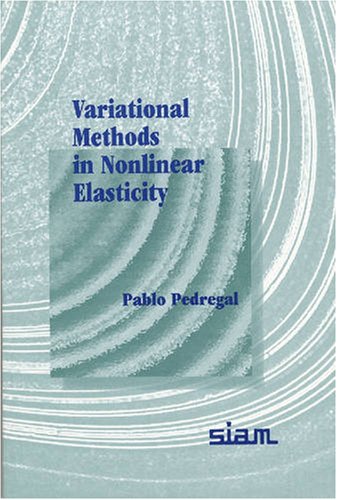 Variational
Methods
in Nonlinear
Elasticity
Pablo Pedregal
siam